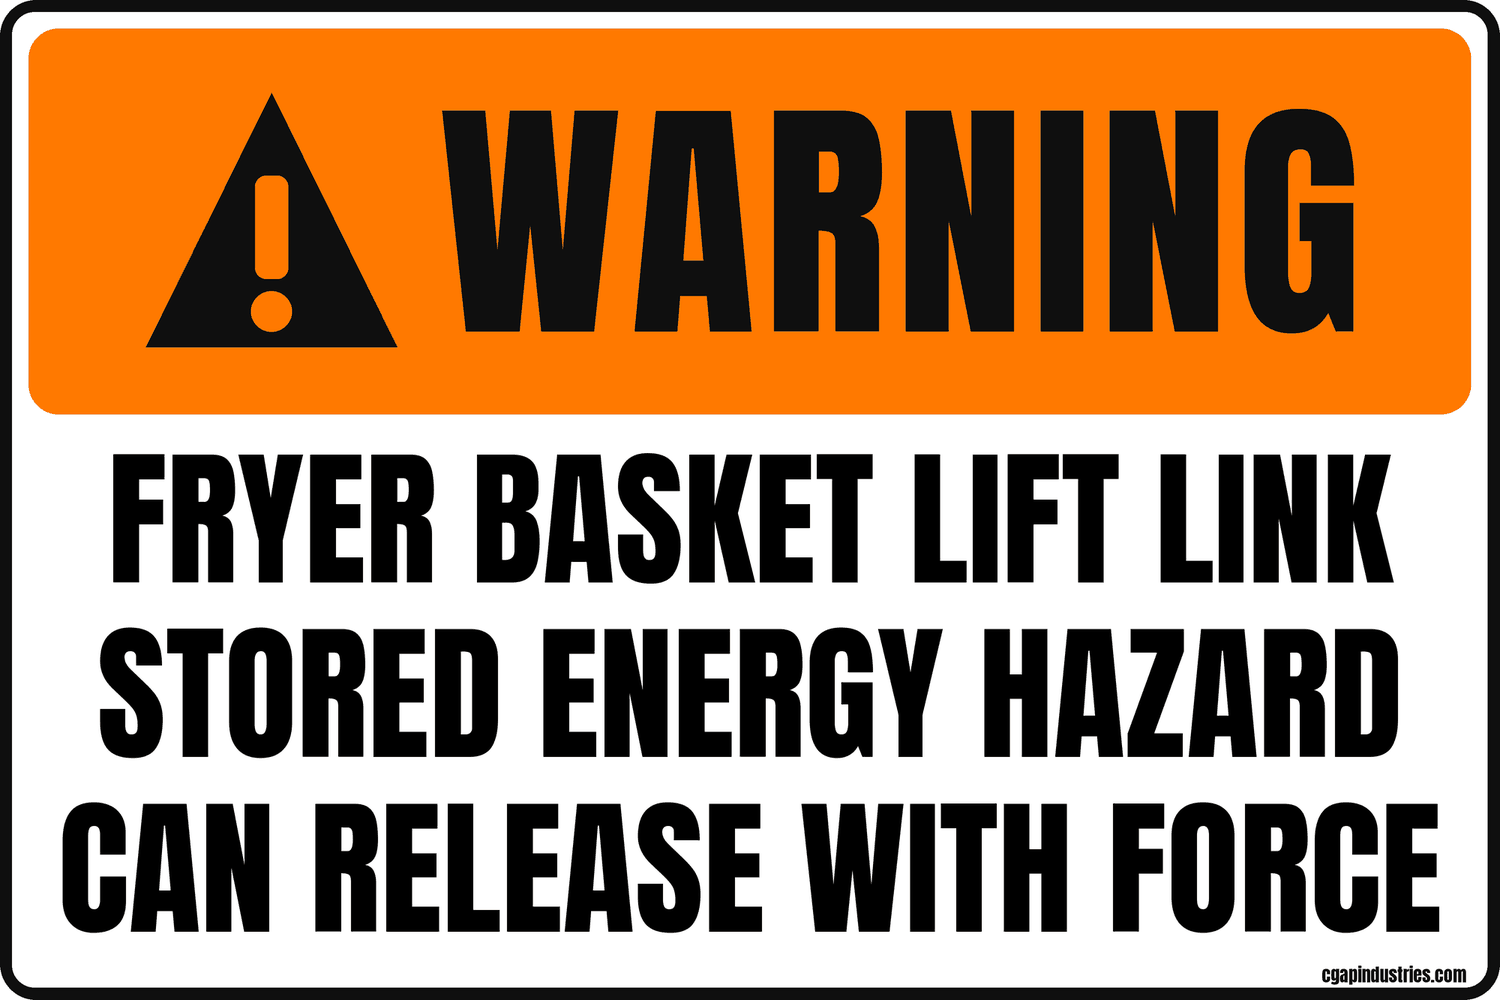 WARNING
FRYER BASKET LIFT LINK
STORED ENERGY HAZARD
CAN RELEASE WITH FORCE
cgapindustries.com